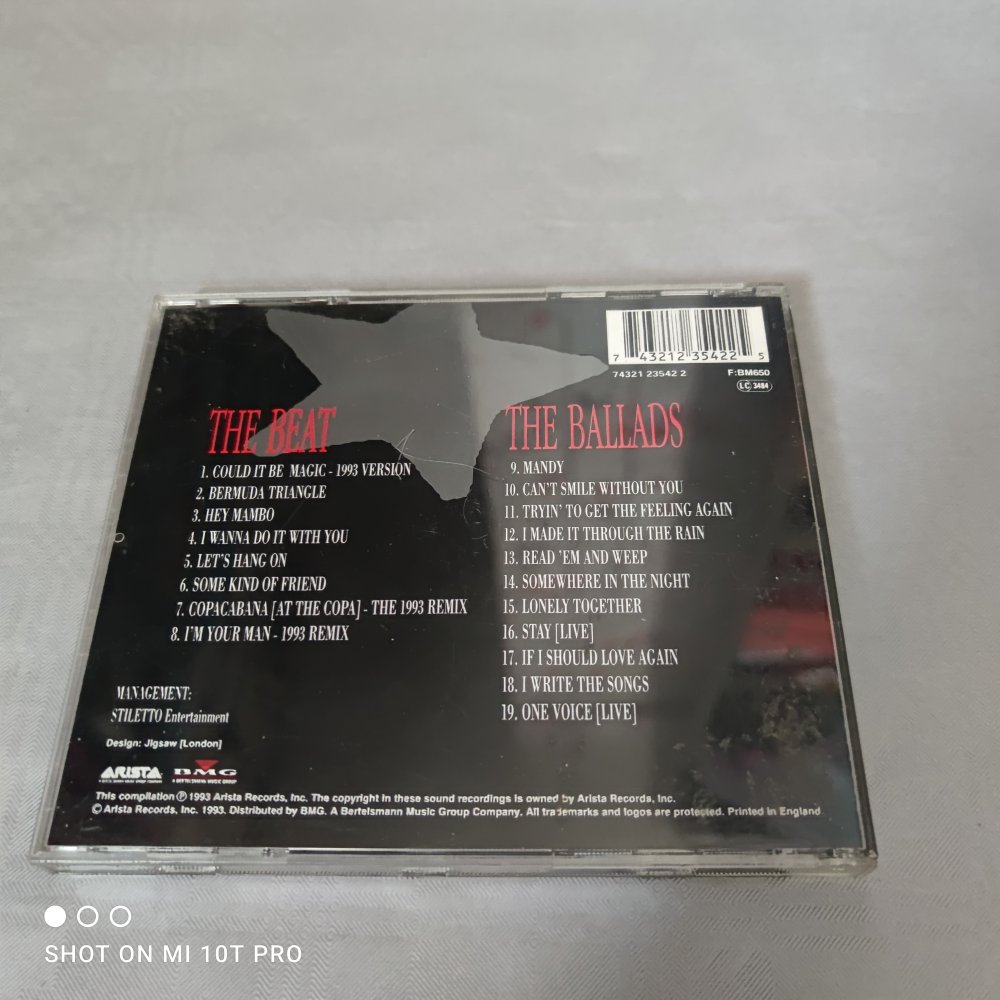 7 43212 35422 5
74321 23542 2 F:BM650
LC 3484
THE BEAT
1. COULD IT BE MAGIC - 1993 VERSION
2. BERMUDA TRIANGLE
3. HEY MAMBO
4. I WANNA DO IT WITH YOU
5. LET'S HANG ON
6. SOME KIND OF FRIEND
7. COPACABANA [AT THE COPA] - THE 1993 REMIX
8. I'M YOUR MAN - 1993 REMIX
THE BALLADS
9. MANDY
10. CAN'T SMILE WITHOUT YOU
11. TRYIN' TO GET THE FEELING AGAIN
12. I MADE IT THROUGH THE RAIN
13. READ 'EM AND WEEP
14. SOMEWHERE IN THE NIGHT
15. LONELY TOGETHER
16. STAY [LIVE]
17. IF I SHOULD LOVE AGAIN
18. I WRITE THE SONGS
19. ONE VOICE [LIVE]
MANAGEMENT:
STILETTO Entertainment
Design: Jigsaw [London]
ARISTA BMG
A BERTELSMANN MUSIC GROUP
This compilation ℗ 1993 Arista Records, Inc. The copyright in these sound recordings is owned by Arista Records, Inc.
© Arista Records, Inc. 1993. Distributed by BMG. A Bertelsmann Music Group Company. All trademarks and logos are protected. Printed in England
SHOT ON MI 10T PRO